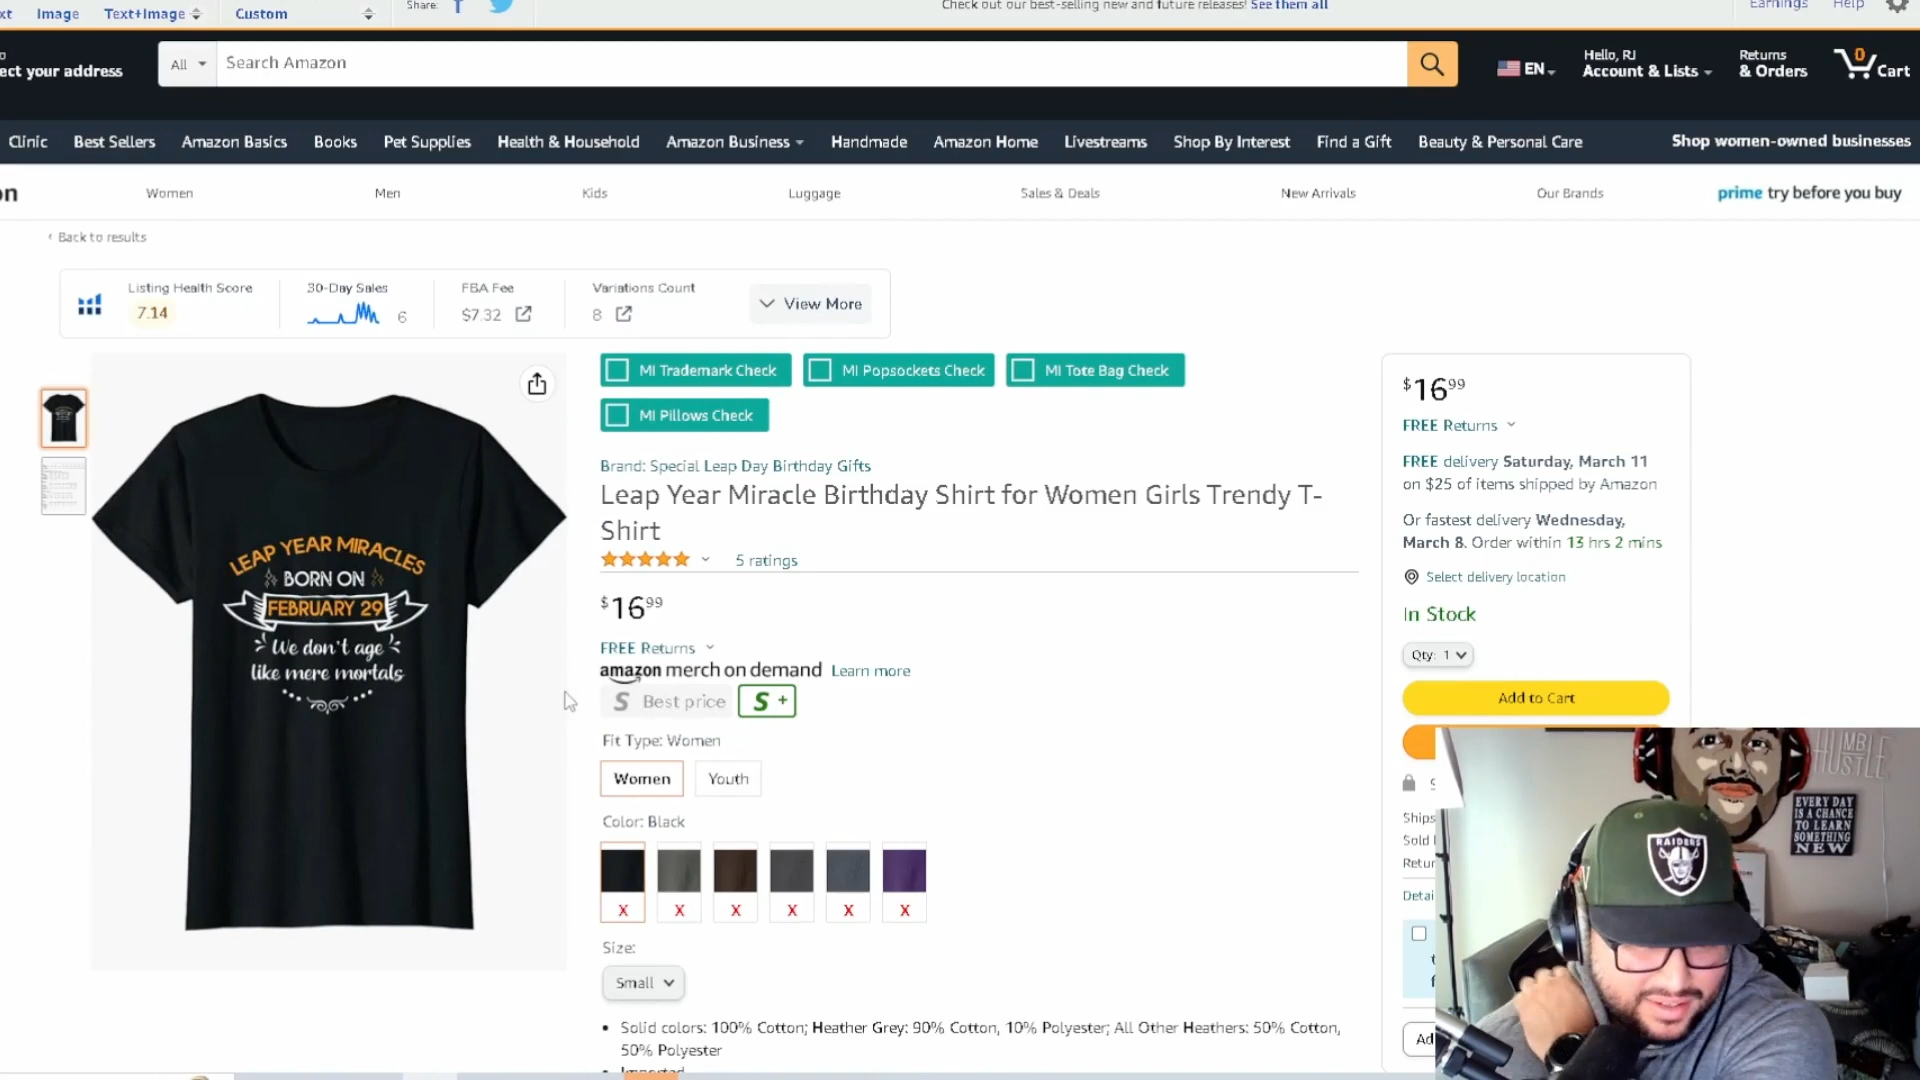 Image
Text+Image
Custom
Share:
Check out our best-selling new and future releases! See them all
Earnings
Help
ect your address
All
Search Amazon
EN
Hello, RJ
Account & Lists
Returns
& Orders
0
Cart
Clinic
Best Sellers
Amazon Basics
Books
Pet Supplies
Health & Household
Amazon Business
Handmade
Amazon Home
Livestreams
Shop By Interest
Find a Gift
Beauty & Personal Care
Shop women-owned businesses
on
Women
Men
Kids
Luggage
Sales & Deals
New Arrivals
Our Brands
prime try before you buy
‹ Back to results
Listing Health Score
7.14
30-Day Sales
6
FBA Fee
$7.32
Variations Count
8
View More
MI Trademark Check
MI Popsockets Check
MI Tote Bag Check
MI Pillows Check
LEAP YEAR MIRACLES
BORN ON
FEBRUARY 29
We don't age
like mere mortals
Brand: Special Leap Day Birthday Gifts
Leap Year Miracle Birthday Shirt for Women Girls Trendy T-
Shirt
5 ratings
$16 99
FREE Returns
amazon merch on demand Learn more
S Best price
S +
Fit Type: Women
Women
Youth
Color: Black
X X X X X X
Size:
Small
• Solid colors: 100% Cotton; Heather Grey: 90% Cotton, 10% Polyester; All Other Heathers: 50% Cotton,
50% Polyester
• Imported
$16 99
FREE Returns
FREE delivery Saturday, March 11
on $25 of items shipped by Amazon
Or fastest delivery Wednesday,
March 8. Order within 13 hrs 2 mins
Select delivery location
In Stock
Qty: 1
Add to Cart
Ships
Sold
Retur
Detai
Ad
HUMBLE
HUSTLE
EVERY DAY
IS A CHANCE
TO LEARN
SOMETHING
NEW
RAIDERS